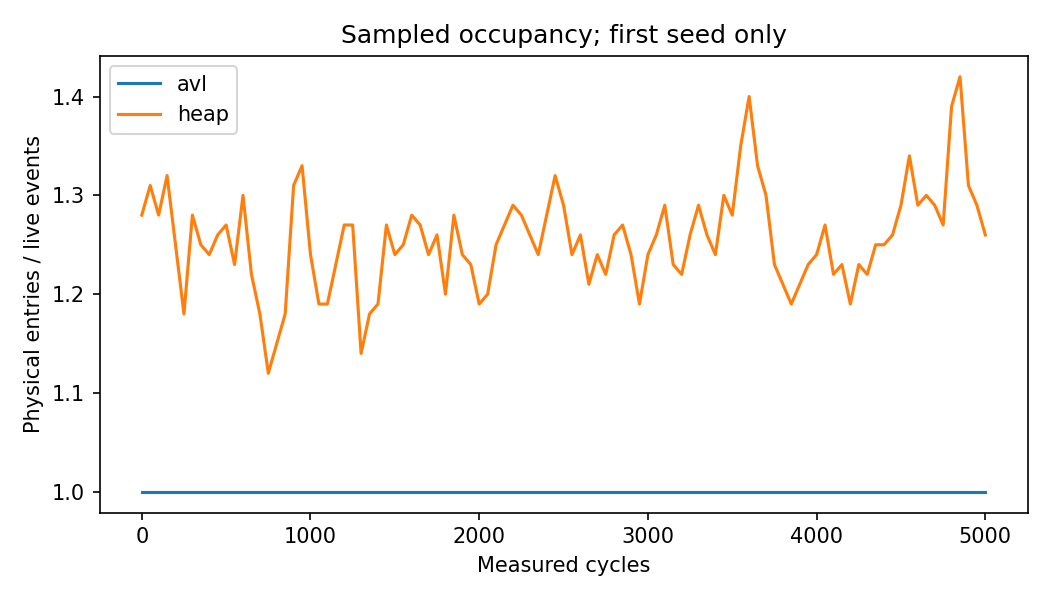 Sampled occupancy; first seed only
avl
heap
Physical entries / live events
1.4
1.3
1.2
1.1
1.0
0 1000 2000 3000 4000 5000
Measured cycles